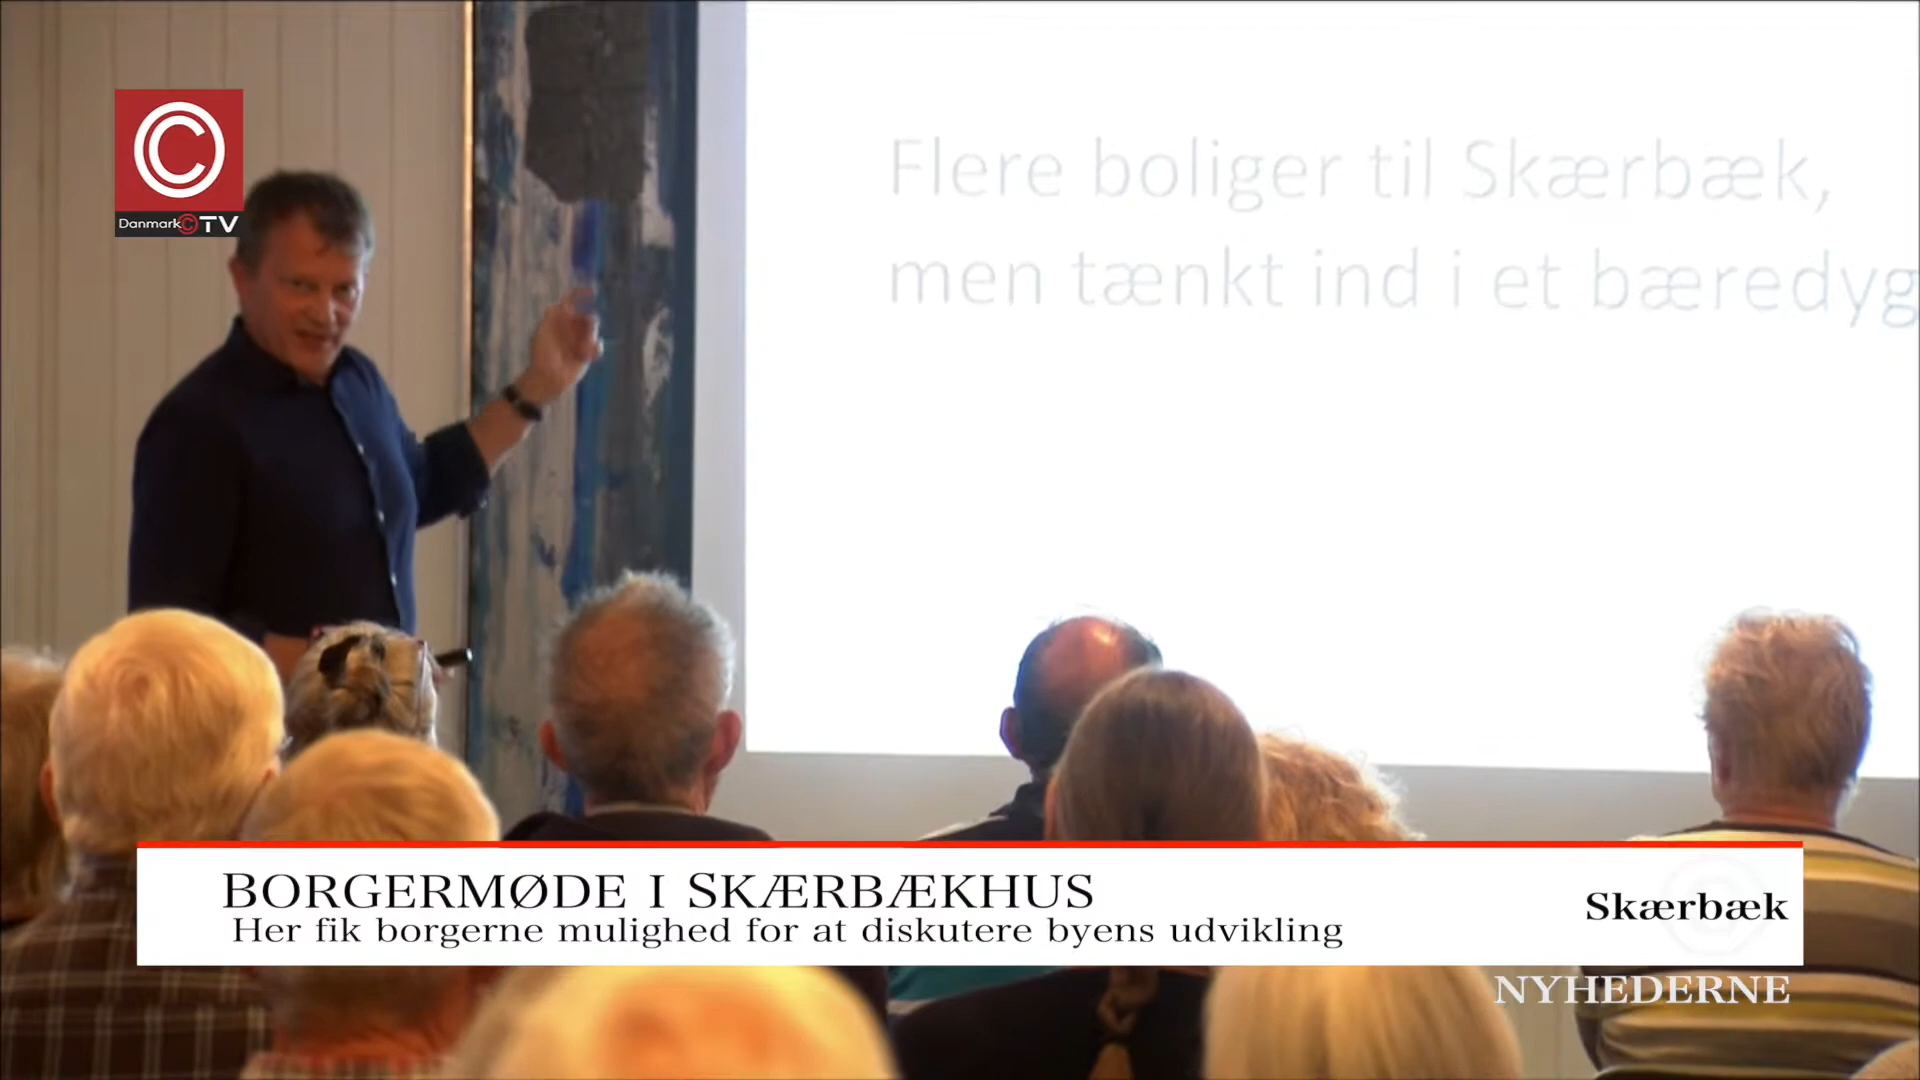 Flere boliger til Skærbæk,
men tænkt ind i et bæredyg
Danmark C TV
BORGERMØDE I SKÆRBÆKHUS
Her fik borgerne mulighed for at diskutere byens udvikling
Skærbæk
NYHEDERNE